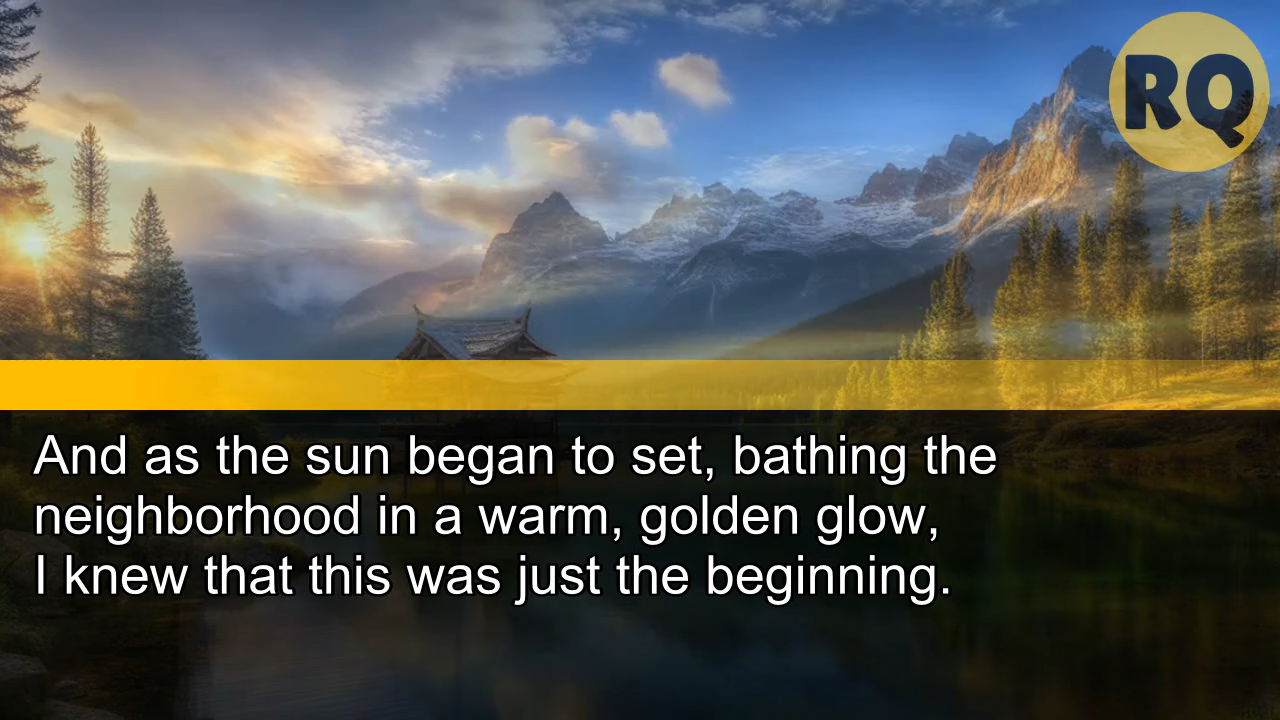 RQ
And as the sun began to set, bathing the
neighborhood in a warm, golden glow,
I knew that this was just the beginning.